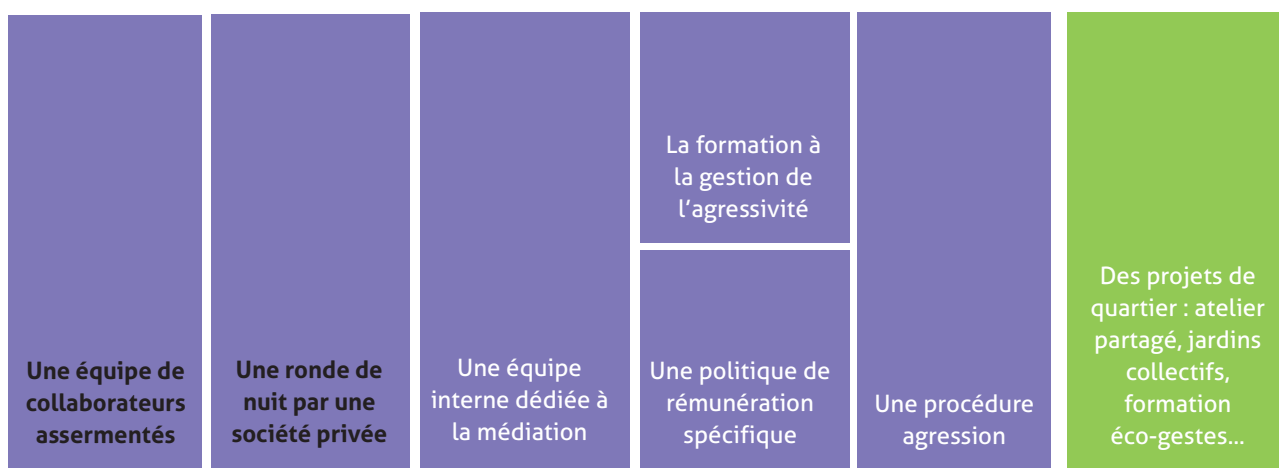 Une équipe de
collaborateurs
assermentés
Une ronde de
nuit par une
société privée
Une équipe
interne dédiée à
la médiation
La formation à
la gestion de
l’agressivité
Une politique de
rémunération
spécifique
Une procédure
agression
Des projets de
quartier : atelier
partagé, jardins
collectifs,
formation
éco-gestes...